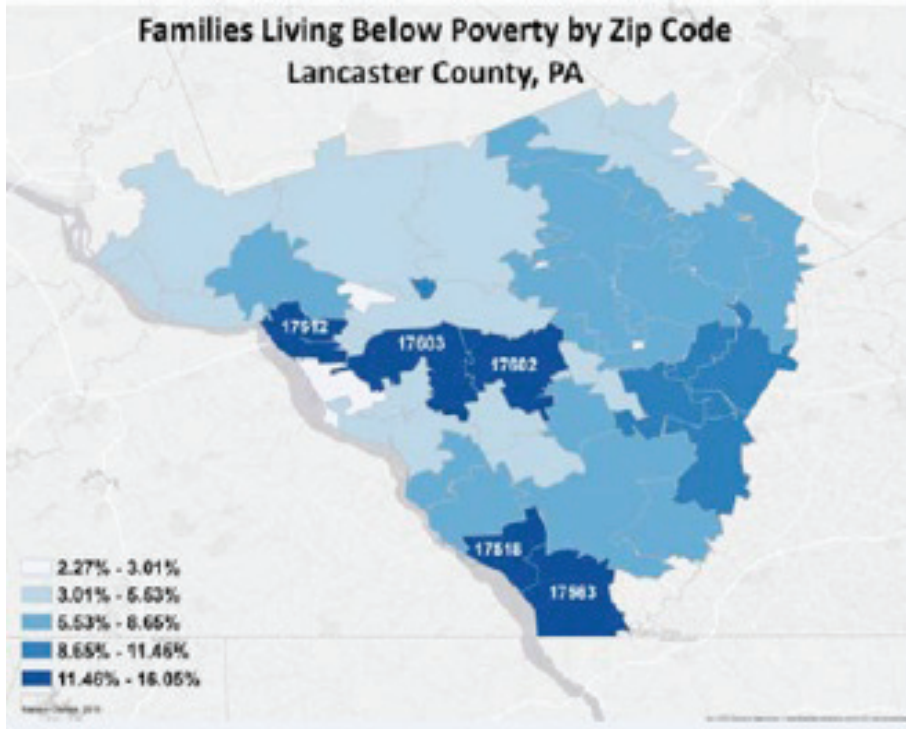 Families Living Below Poverty by Zip Code
Lancaster County, PA
17512
17603
17602
17518
17563
2.27% - 3.01%
3.01% - 5.53%
5.53% - 8.65%
8.65% - 11.46%
11.46% - 16.05%